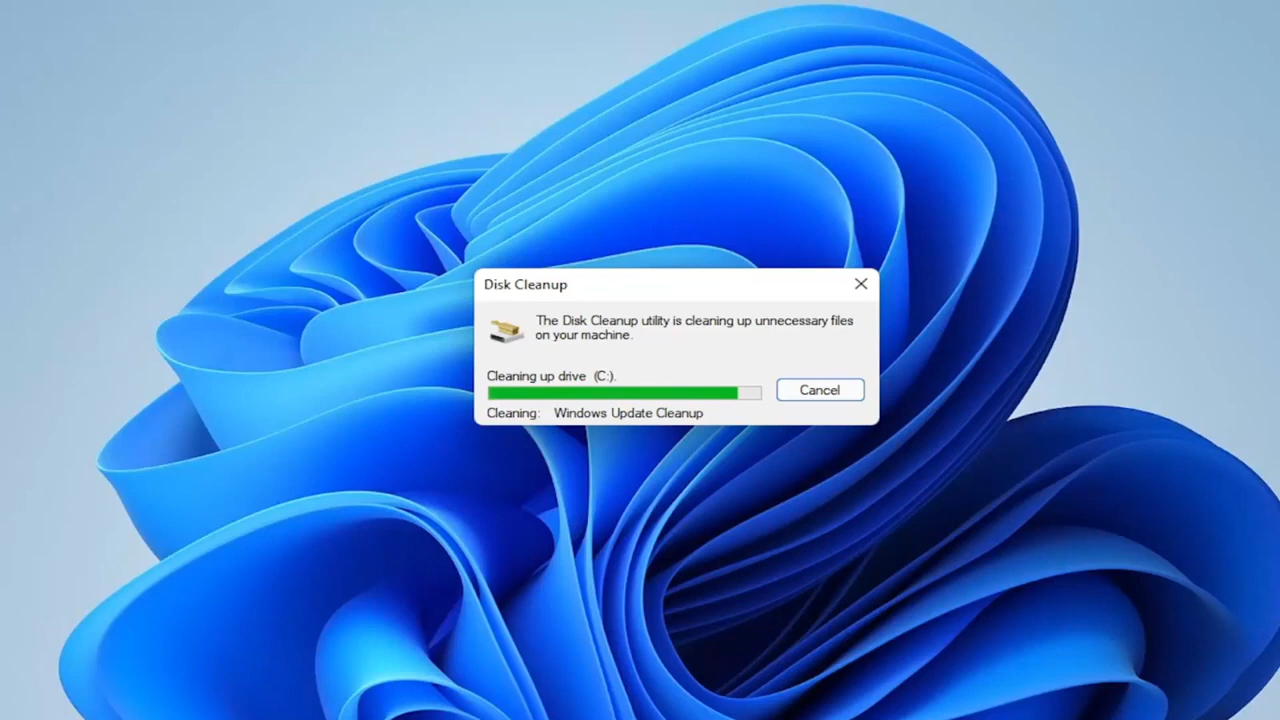 Disk Cleanup
The Disk Cleanup utility is cleaning up unnecessary files
on your machine.
Cleaning up drive (C:).
Cancel
Cleaning: Windows Update Cleanup